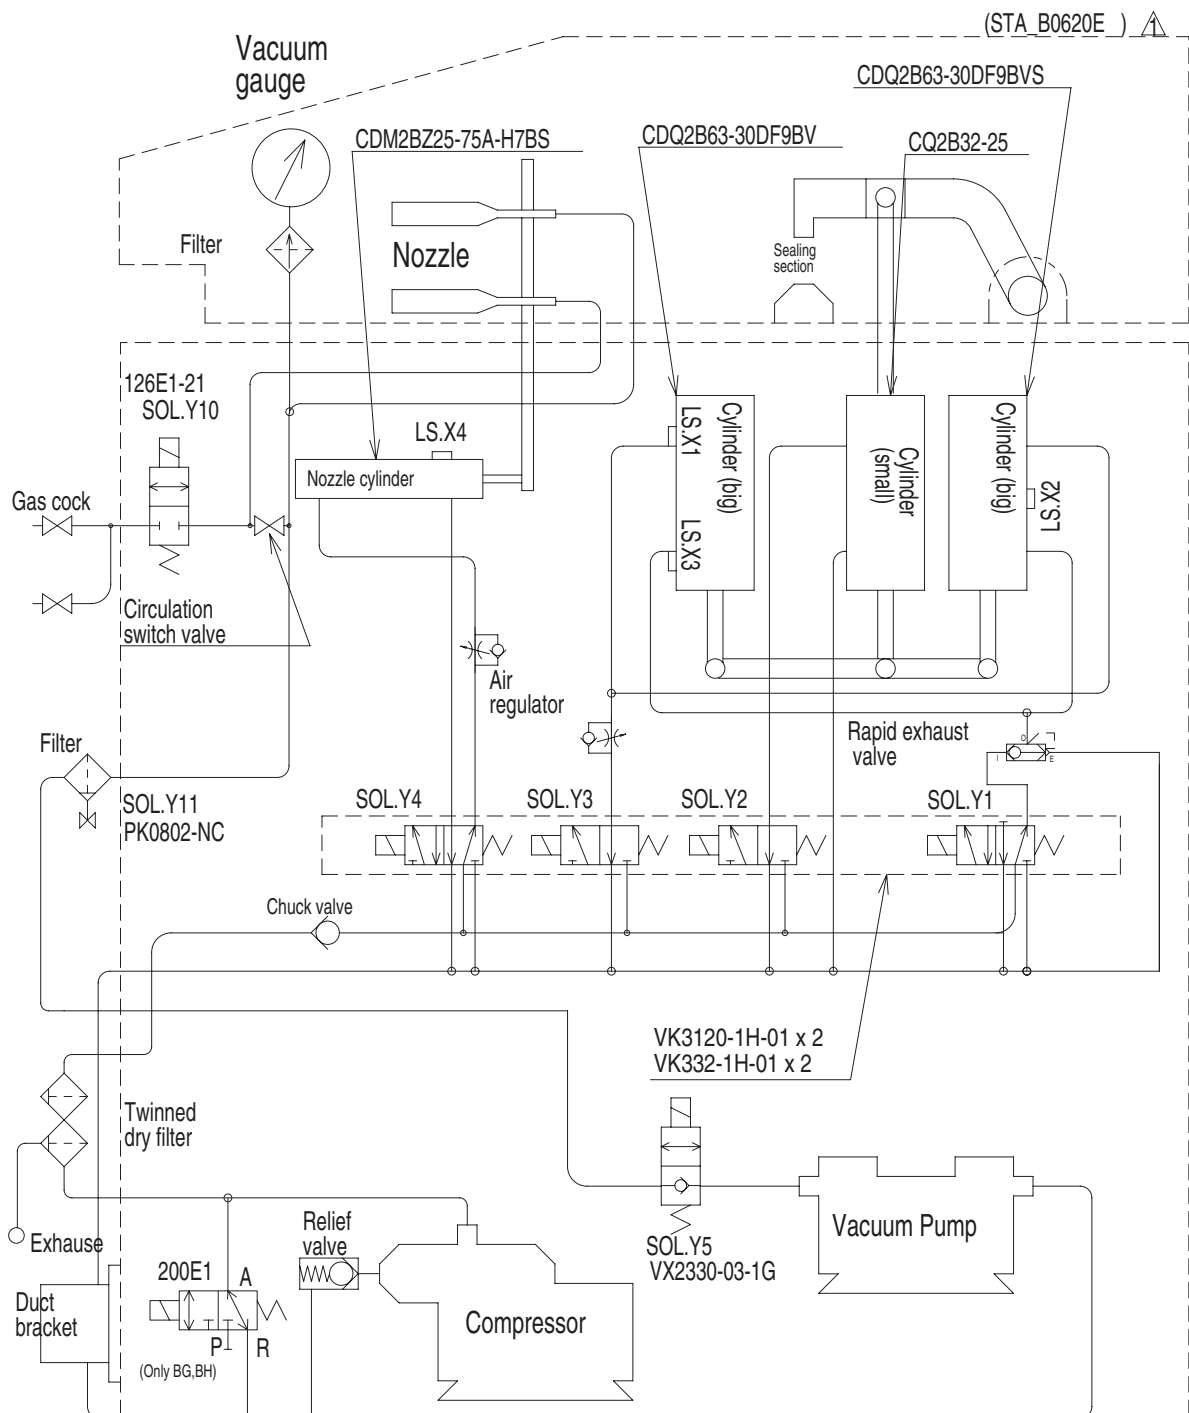 (STA_B0620E ) 1
Vacuum
gauge
CDQ2B63-30DF9BVS
CDM2BZ25-75A-H7BS
CDQ2B63-30DF9BV
CQ2B32-25
Filter
Nozzle
Sealing
section
126E1-21
SOL.Y10
LS.X4
Nozzle cylinder
LS.X1
Cylinder (big)
LS.X3
Cylinder
(small)
Cylinder (big)
LS.X2
Gas cock
Circulation
switch valve
Air
regulator
Filter
Rapid exhaust
valve
O
I
E
SOL.Y11
PK0802-NC
SOL.Y4
SOL.Y3
SOL.Y2
SOL.Y1
Chuck valve
VK3120-1H-01 x 2
VK332-1H-01 x 2
Twinned
dry filter
Exhause
Relief
valve
SOL.Y5
VX2330-03-1G
Vacuum Pump
200E1
A
P
R
(Only BG,BH)
Duct
bracket
Compressor